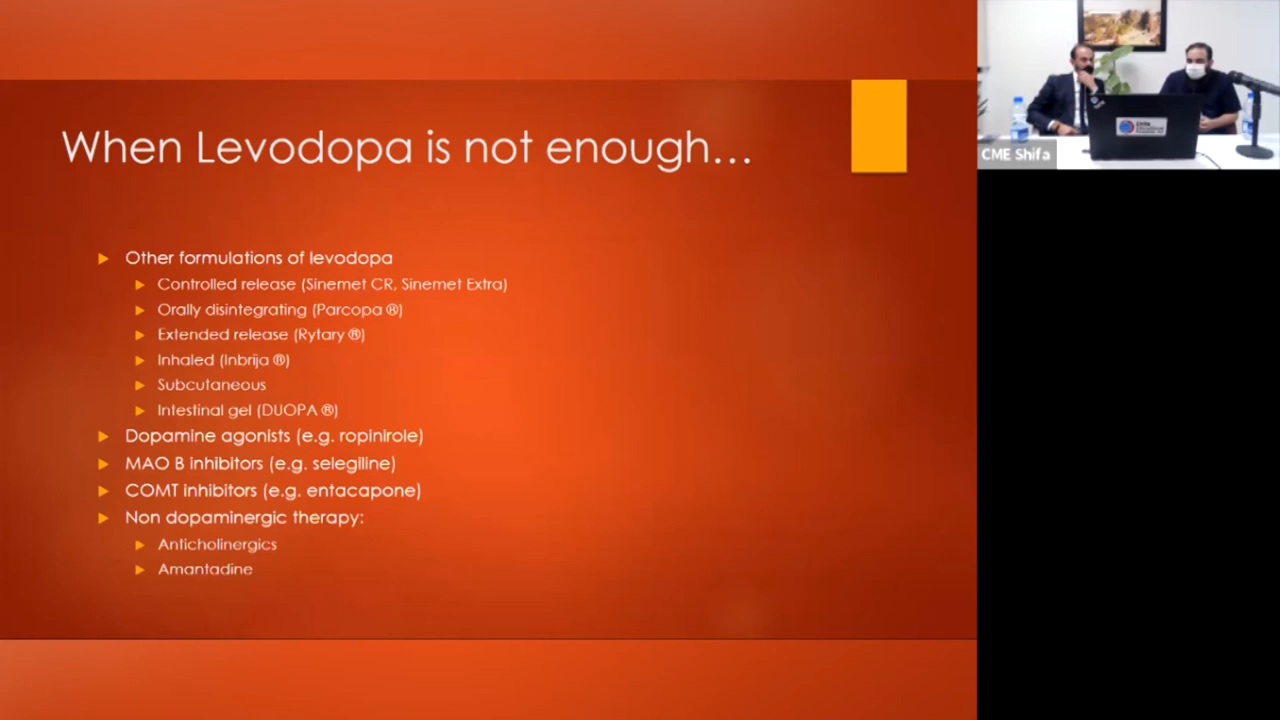 When Levodopa is not enough…
Other formulations of levodopa
Controlled release (Sinemet CR, Sinemet Extra)
Orally disintegrating (Parcopa ®)
Extended release (Rytary ®)
Inhaled (Inbrija ®)
Subcutaneous
Intestinal gel (DUOPA ®)
Dopamine agonists (e.g. ropinirole)
MAO B inhibitors (e.g. selegiline)
COMT inhibitors (e.g. entacapone)
Non dopaminergic therapy:
Anticholinergics
Amantadine
CME Shifa